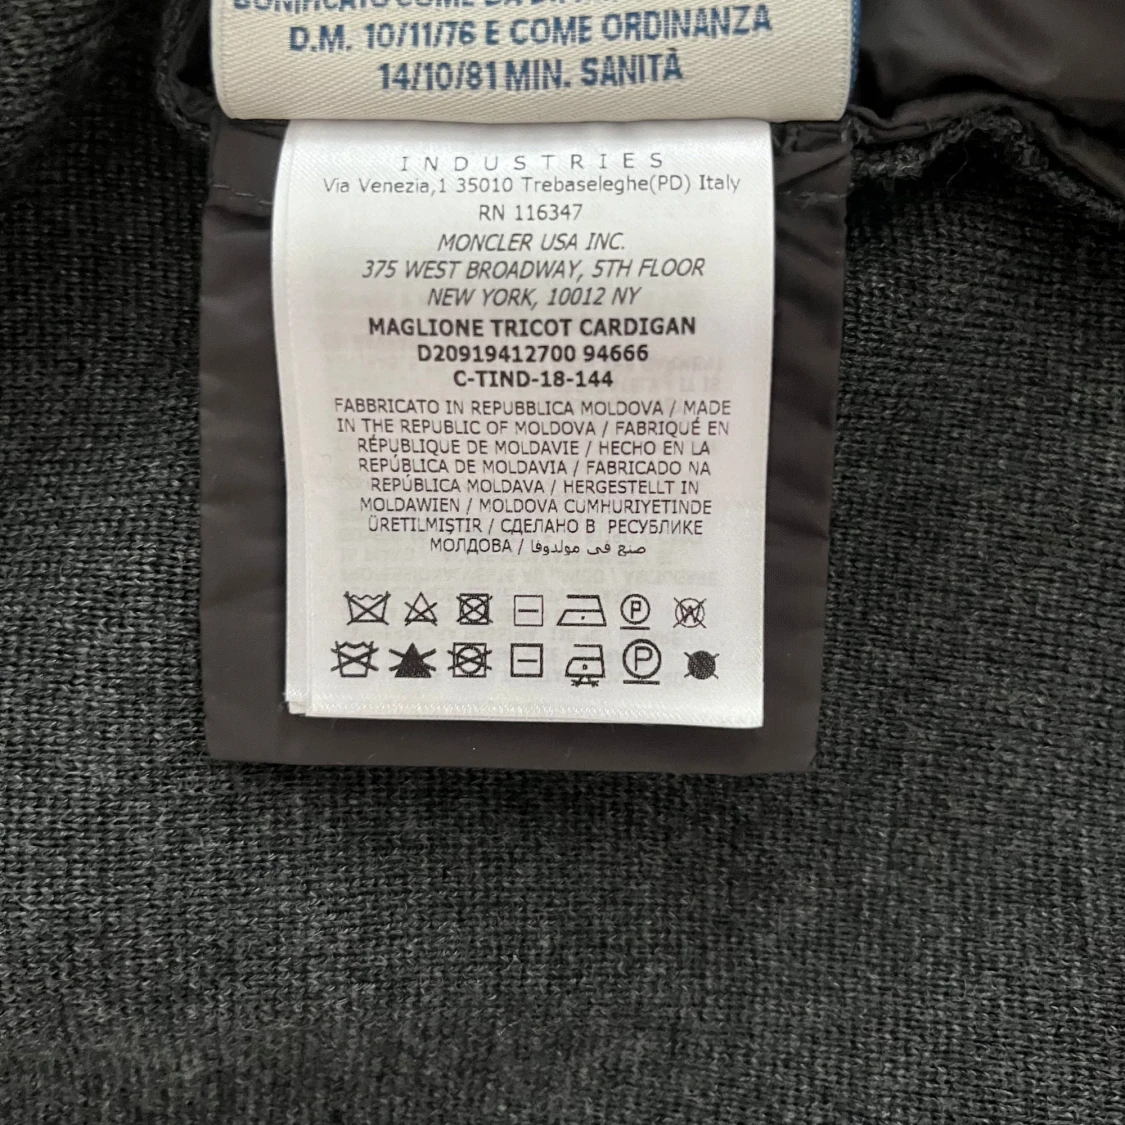 BONIFICATO COME DA
D.M. 10/11/76 E COME ORDINANZA
14/10/81 MIN. SANITÀ
INDUSTRIES
Via Venezia,1 35010 Trebaseleghe(PD) Italy
RN 116347
MONCLER USA INC.
375 WEST BROADWAY, 5TH FLOOR
NEW YORK, 10012 NY
MAGLIONE TRICOT CARDIGAN
D20919412700 94666
C-TIND-18-144
FABBRICATO IN REPUBBLICA MOLDOVA / MADE
IN THE REPUBLIC OF MOLDOVA / FABRIQUÉ EN
RÉPUBLIQUE DE MOLDAVIE / HECHO EN LA
REPÚBLICA DE MOLDAVIA / FABRICADO NA
REPÚBLICA MOLDAVA / HERGESTELLT IN
MOLDAWIEN / MOLDOVA CUMHURIYETINDE
ÜRETILMIŞTIR / СДЕЛАНО В РЕСУБЛИКЕ
МОЛДОВА / صنع في مولدوفا
P W
P